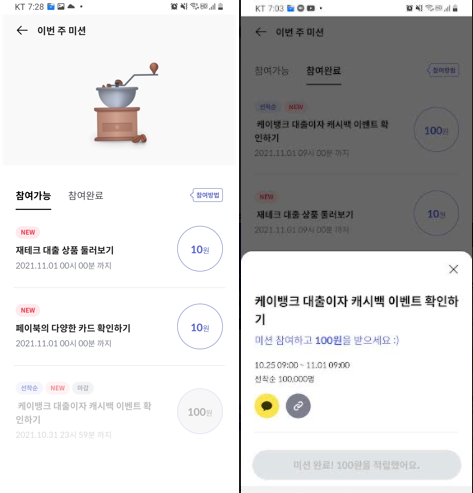 KT 7:28
이번 주 미션
참여가능 참여완료
참여방법
NEW
재테크 대출 상품 둘러보기
2021.11.01 00시 00분 까지
10원
NEW
페이북의 다양한 카드 확인하기
2021.11.01 00시 00분 까지
10원
선착순 NEW 마감
케이뱅크 대출이자 캐시백 이벤트 확
인하기
2021.10.31 23시 59분 까지
100원
KT 7:03
이번 주 미션
참여가능 참여완료
참여방법
선착순 NEW
케이뱅크 대출이자 캐시백 이벤트 확
인하기
2021.11.01 09시 00분 까지
100원
NEW
재테크 대출 상품 둘러보기
2021.11.01 09시 00분 까지
10원
케이뱅크 대출이자 캐시백 이벤트 확인하
기
미션 참여하고 100원을 받으세요 :)
10.25 09:00 ~ 11.01 09:00
선착순 100,000명
미션 완료! 100원을 적립했어요.